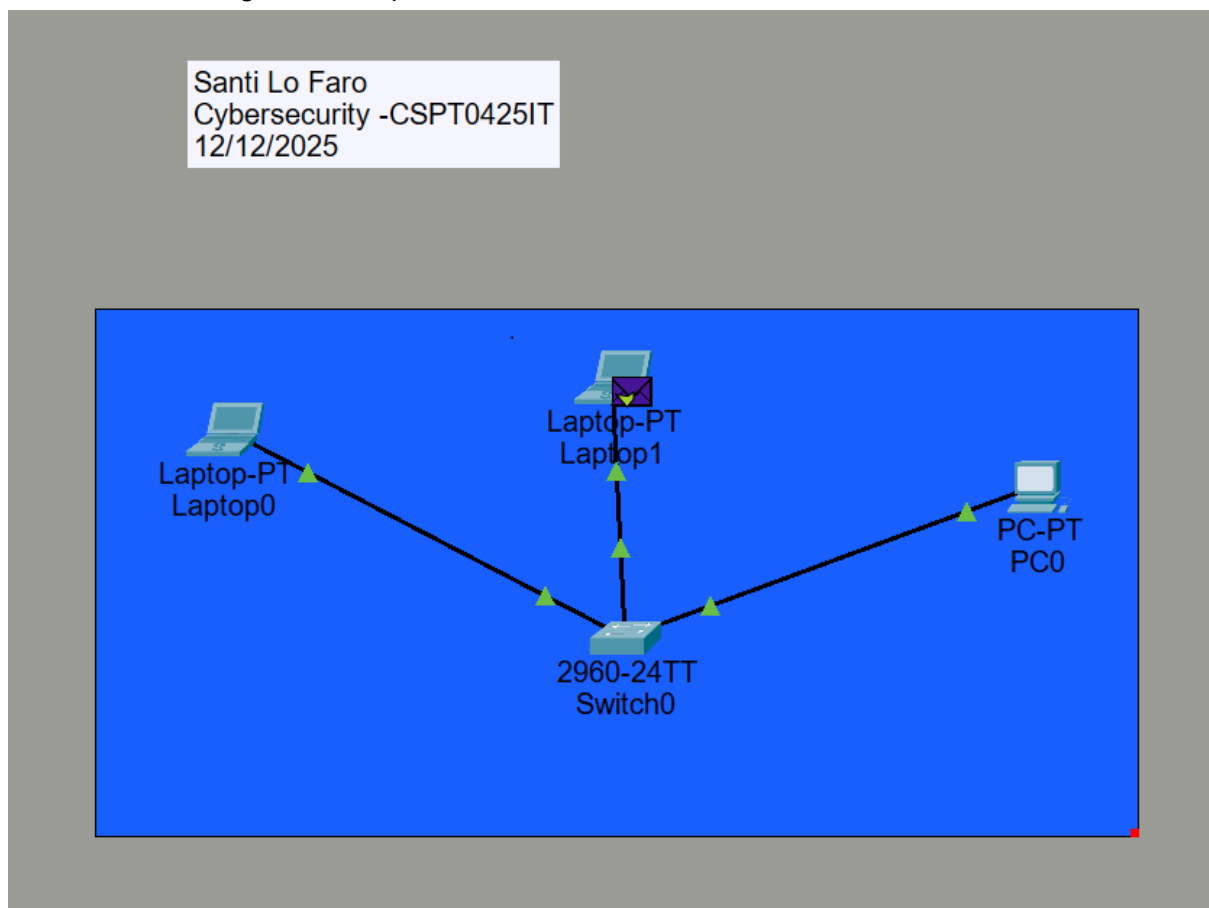 Santi Lo Faro
Cybersecurity -CSPT0425IT
12/12/2025
Laptop-PT
Laptop1
Laptop-PT
Laptop0
PC-PT
PC0
2960-24TT
Switch0